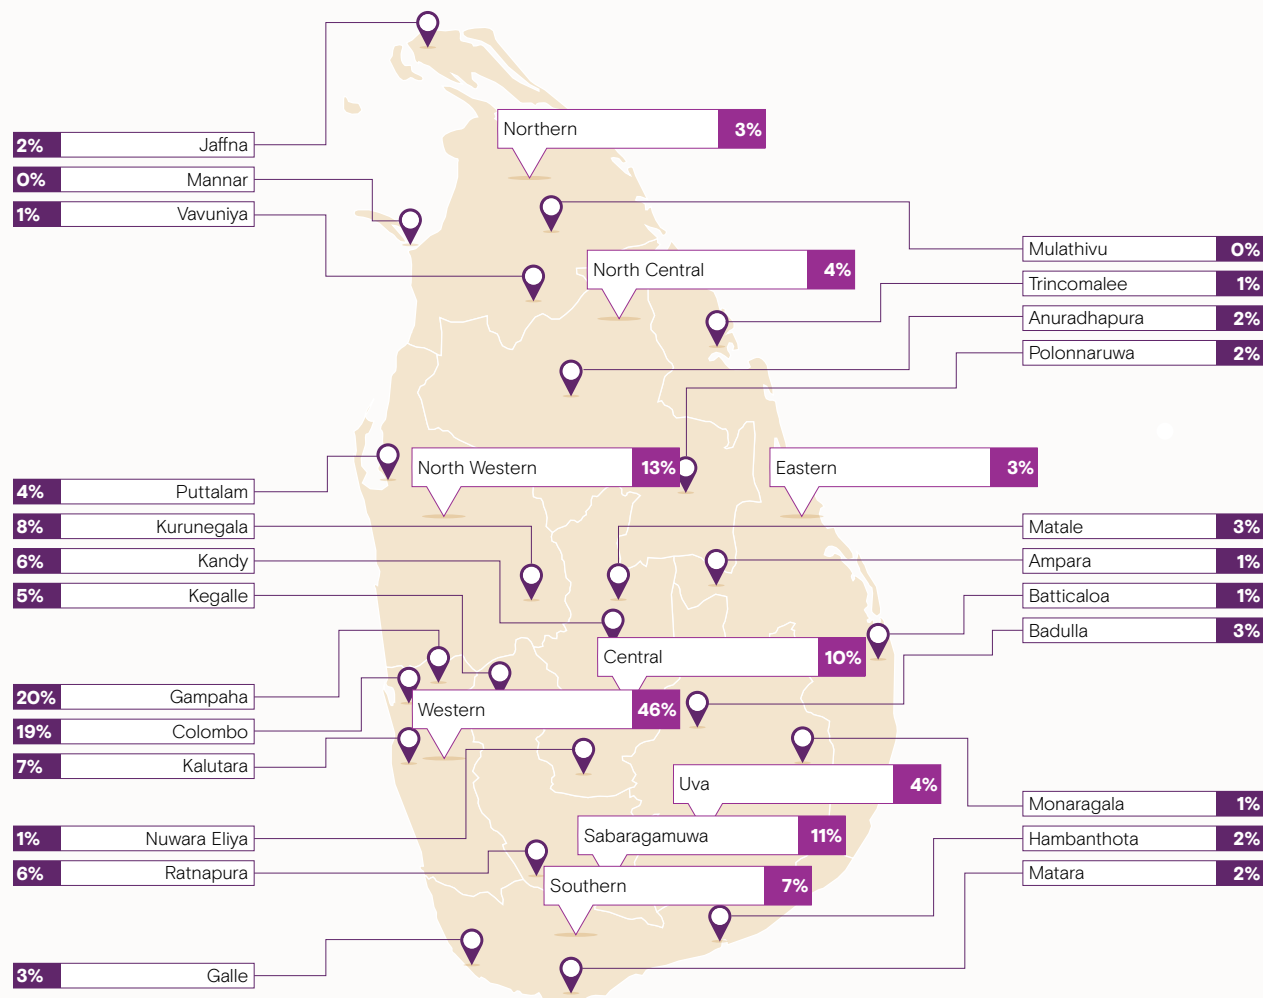 Northern 3%
2% Jaffna
0% Mannar
1% Vavuniya
Mulathivu 0%
North Central 4%
Trincomalee 1%
Anuradhapura 2%
Polonnaruwa 2%
North Western 13%
Eastern 3%
4% Puttalam
8% Kurunegala
6% Kandy
5% Kegalle
Matale 3%
Ampara 1%
Batticaloa 1%
Badulla 3%
Central 10%
20% Gampaha
19% Colombo
7% Kalutara
Western 46%
Uva 4%
Monaragala 1%
Hambanthota 2%
Matara 2%
1% Nuwara Eliya
6% Ratnapura
Sabaragamuwa 11%
Southern 7%
3% Galle